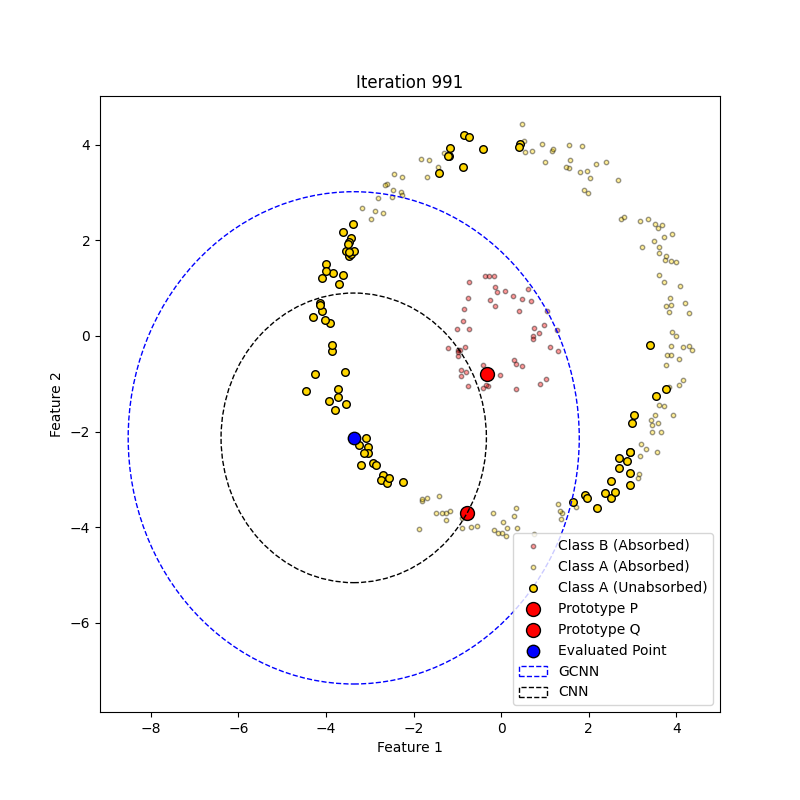 Iteration 991
4
2
0
−2
−4
−6
Feature 2
Class B (Absorbed)
Class A (Absorbed)
Class A (Unabsorbed)
Prototype P
Prototype Q
Evaluated Point
GCNN
CNN
−8 −6 −4 −2 0 2 4
Feature 1